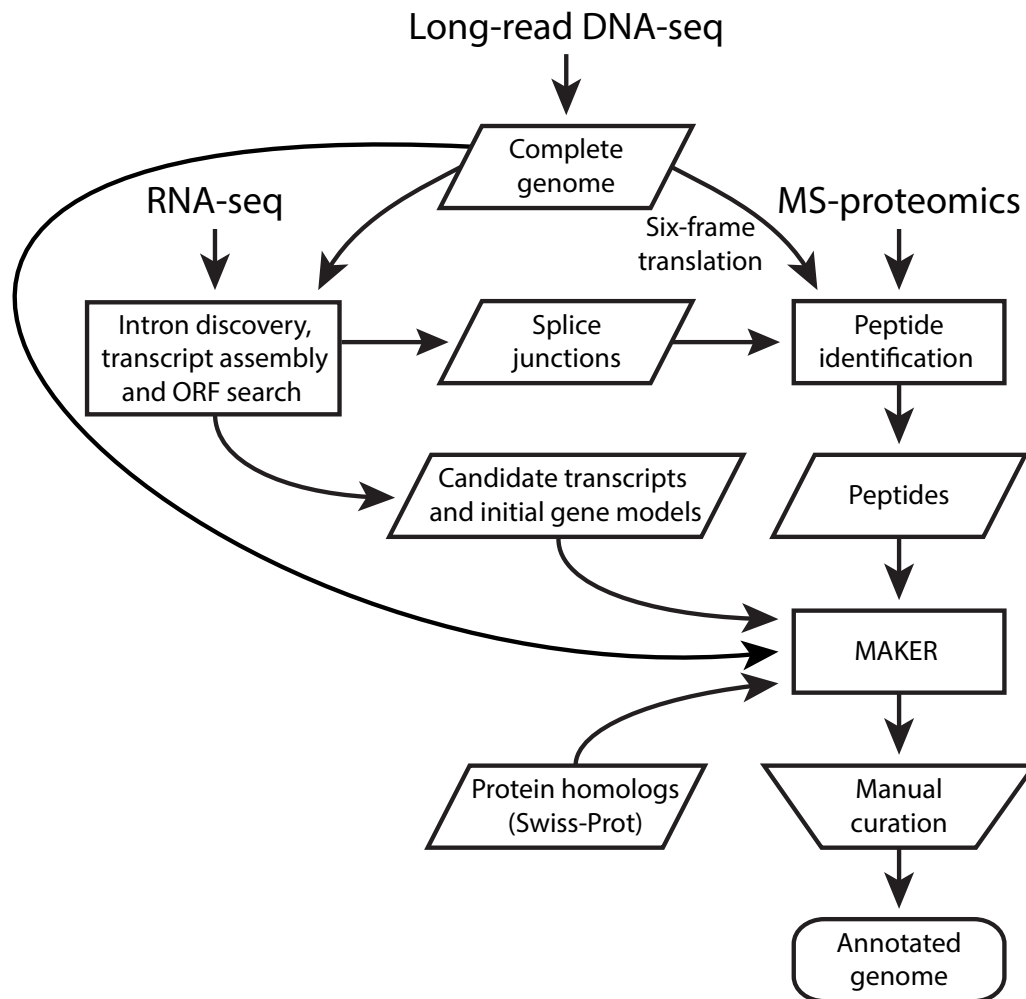 Long-read DNA-seq
Complete
genome
RNA-seq
MS-proteomics
Six-frame
translation
Intron discovery,
transcript assembly
and ORF search
Splice
junctions
Peptide
identification
Candidate transcripts
and initial gene models
Peptides
MAKER
Protein homologs
(Swiss-Prot)
Manual
curation
Annotated
genome